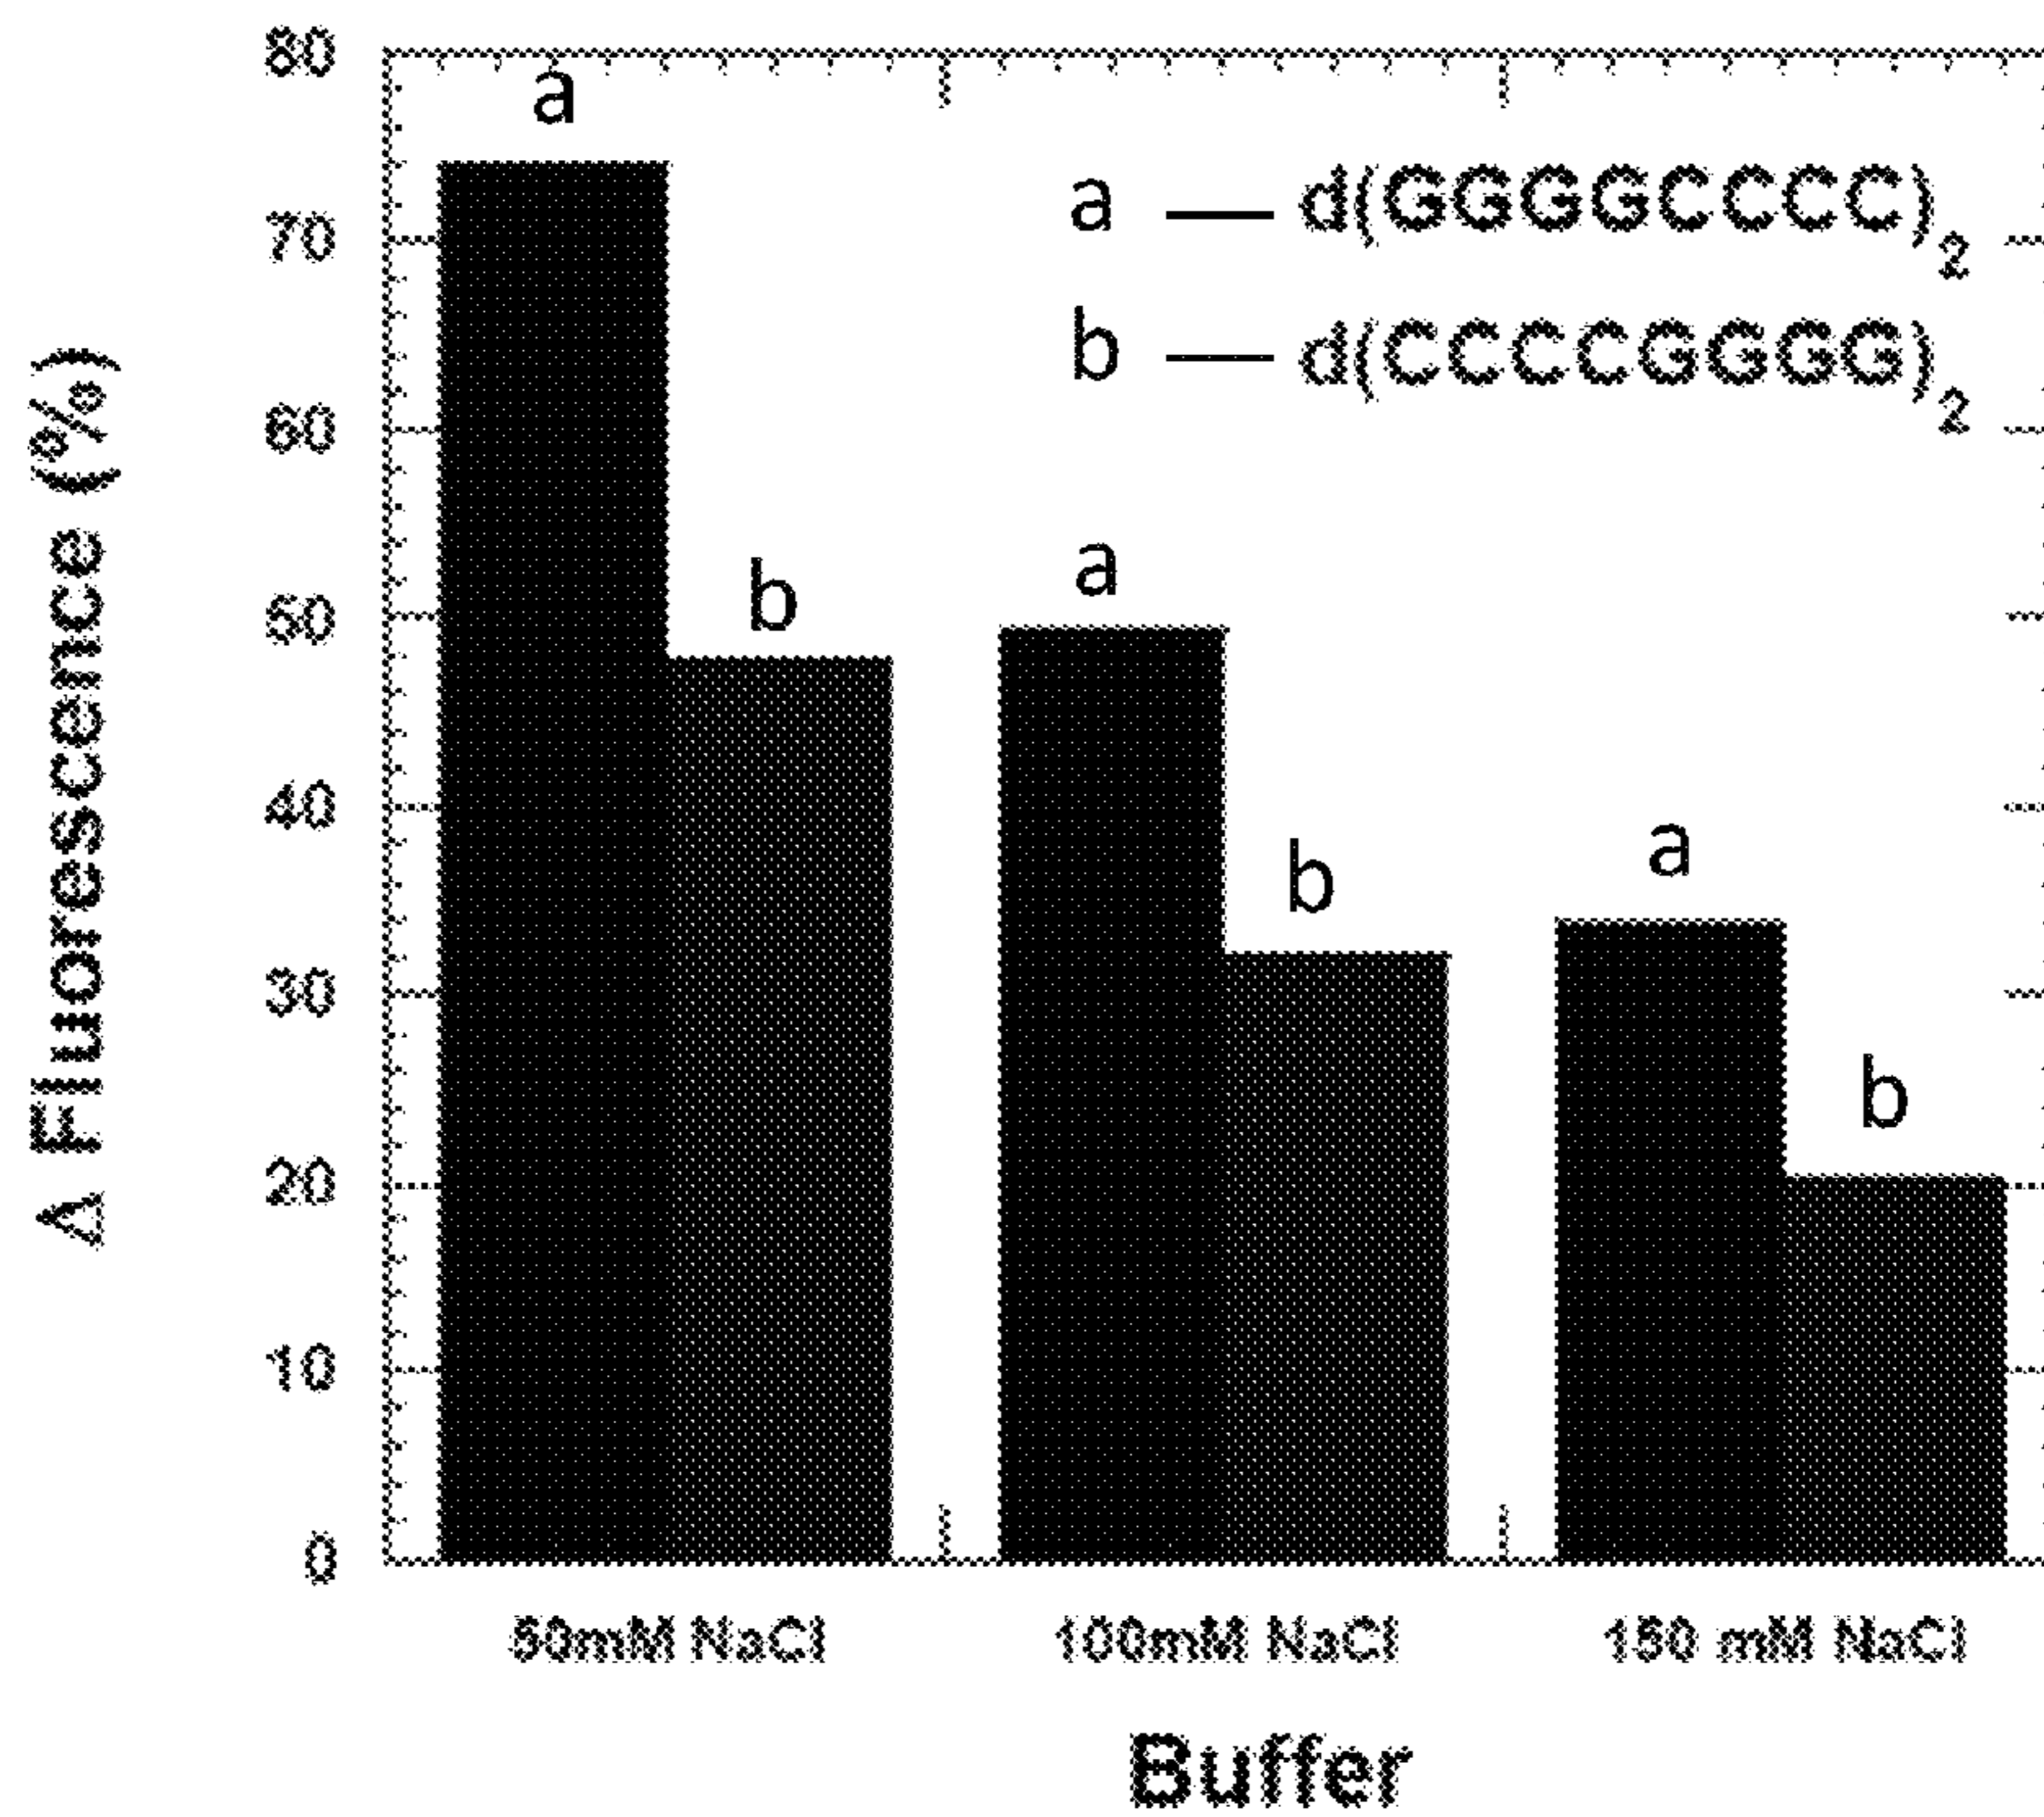 80
70
60
50
40
30
20
10
0
Δ Fluorescence (%)
a
b
a
b
a
b
a — d(GGGGCCCC)2
b — d(CCCCGGGG)2
50mM NaCl
100mM NaCl
150 mM NaCl
Buffer